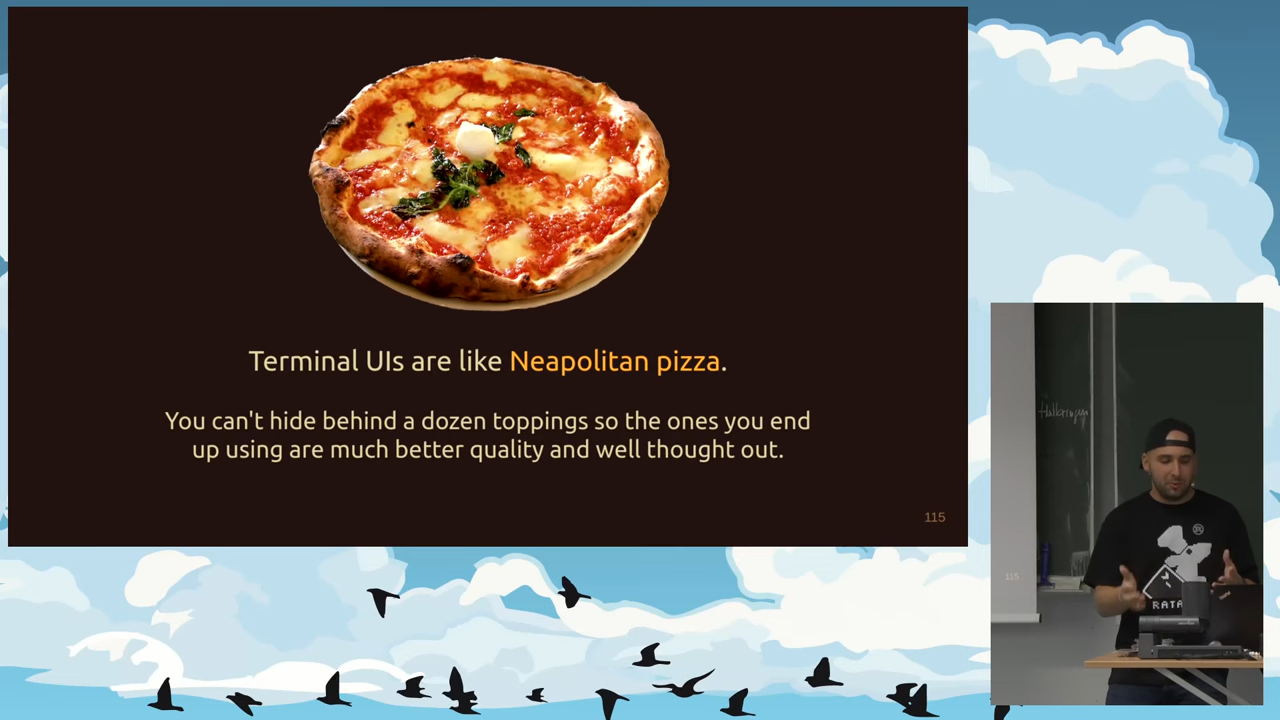 Terminal UIs are like Neapolitan pizza.
You can't hide behind a dozen toppings so the ones you end
up using are much better quality and well thought out.
115
115
RATA